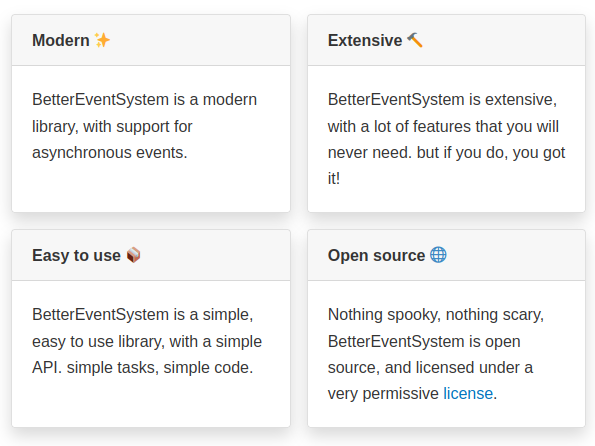 Modern ✨
BetterEventSystem is a modern
library, with support for
asynchronous events.
Extensive 🔨
BetterEventSystem is extensive,
with a lot of features that you will
never need. but if you do, you got
it!
Easy to use 📦
BetterEventSystem is a simple,
easy to use library, with a simple
API. simple tasks, simple code.
Open source 🌐
Nothing spooky, nothing scary,
BetterEventSystem is open
source, and licensed under a
very permissive license.